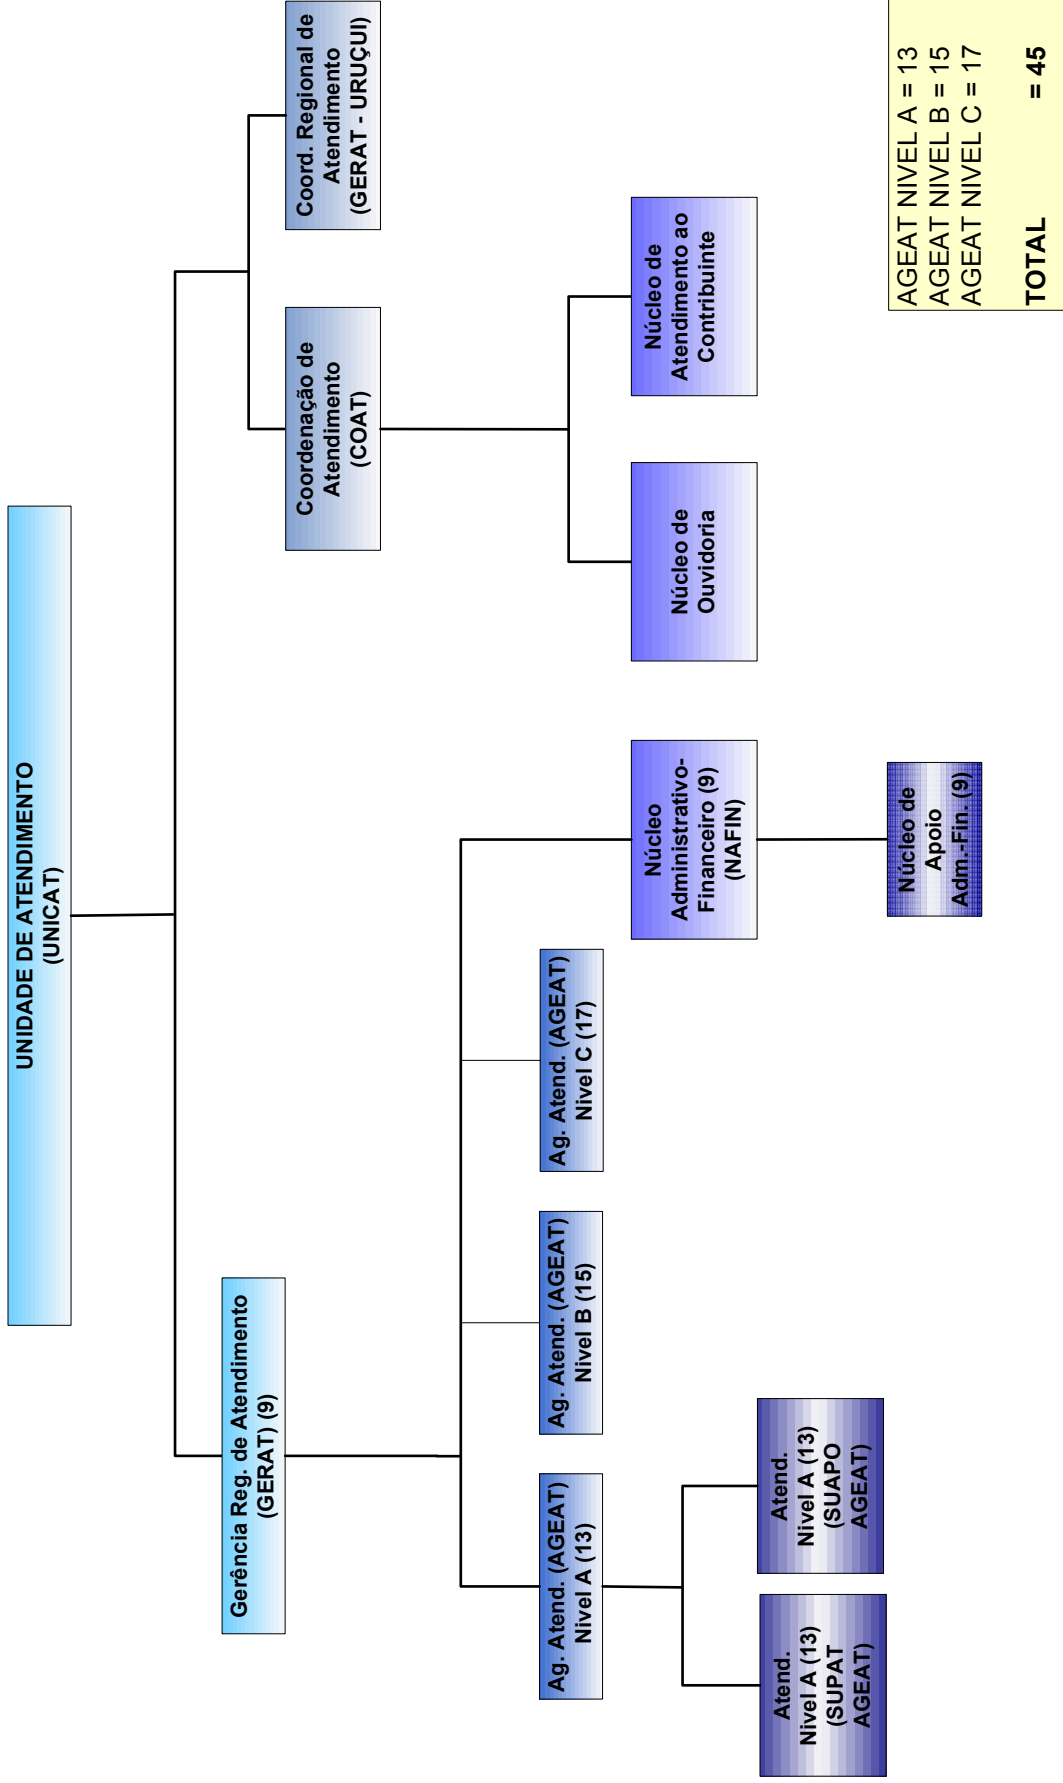 UNIDADE DE ATENDIMENTO
(UNICAT)
Gerência Reg. de Atendimento
(GERAT) (9)
Coordenação de
Atendimento
(COAT)
Coord. Regional de
Atendimento
(GERAT - URUÇUI)
Ag. Atend. (AGEAT)
Nivel A (13)
Ag. Atend. (AGEAT)
Nivel B (15)
Ag. Atend. (AGEAT)
Nivel C (17)
Núcleo
Administrativo-
Financeiro (9)
(NAFIN)
Núcleo de
Ouvidoria
Núcleo de
Atendimento ao
Contribuinte
Atend.
Nivel A (13)
(SUPAT
AGEAT)
Atend.
Nivel A (13)
(SUAPO
AGEAT)
Núcleo de
Apoio
Adm.-Fin. (9)
AGEAT NIVEL A = 13
AGEAT NIVEL B = 15
AGEAT NIVEL C = 17
TOTAL = 45